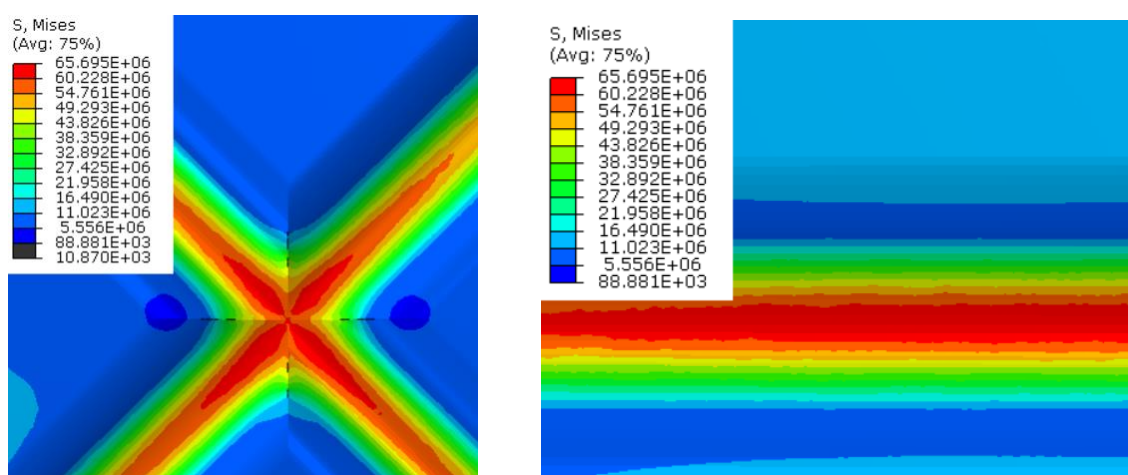 S, Mises
(Avg: 75%)
65.695E+06
60.228E+06
54.761E+06
49.293E+06
43.826E+06
38.359E+06
32.892E+06
27.425E+06
21.958E+06
16.490E+06
11.023E+06
5.556E+06
88.881E+03
10.870E+03
S, Mises
(Avg: 75%)
65.695E+06
60.228E+06
54.761E+06
49.293E+06
43.826E+06
38.359E+06
32.892E+06
27.425E+06
21.958E+06
16.490E+06
11.023E+06
5.556E+06
88.881E+03